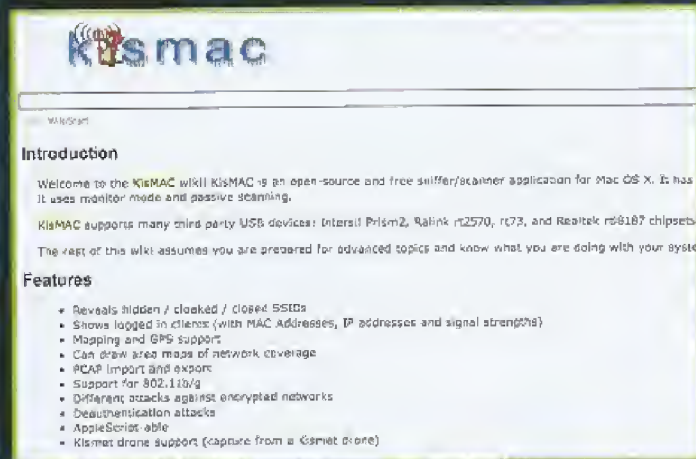 kismac
Wiki/Start
Introduction
Welcome to the KisMAC wiki! KisMAC is an open-source and free sniffer/scanner application for Mac OS X. It has
It uses monitor mode and passive scanning.
KisMAC supports many third party USB devices: Intersil Prism2, Ralink rt2570, rt73, and Realtek rtl8187 chipsets
The rest of this wiki assumes you are prepared for advanced topics and know what you are doing with your syste
Features
• Reveals hidden / cloaked / closed SSIDs
• Shows logged in clients (with MAC Addresses, IP addresses and signal strengths)
• Mapping and GPS support
• Can draw area maps of network coverage
• PCAP import and export
• Support for 802.11b/g
• Different attacks against encrypted networks
• Deauthentication attacks
• AppleScript-able
• Kismet drone support (capture from a Kismet drone)